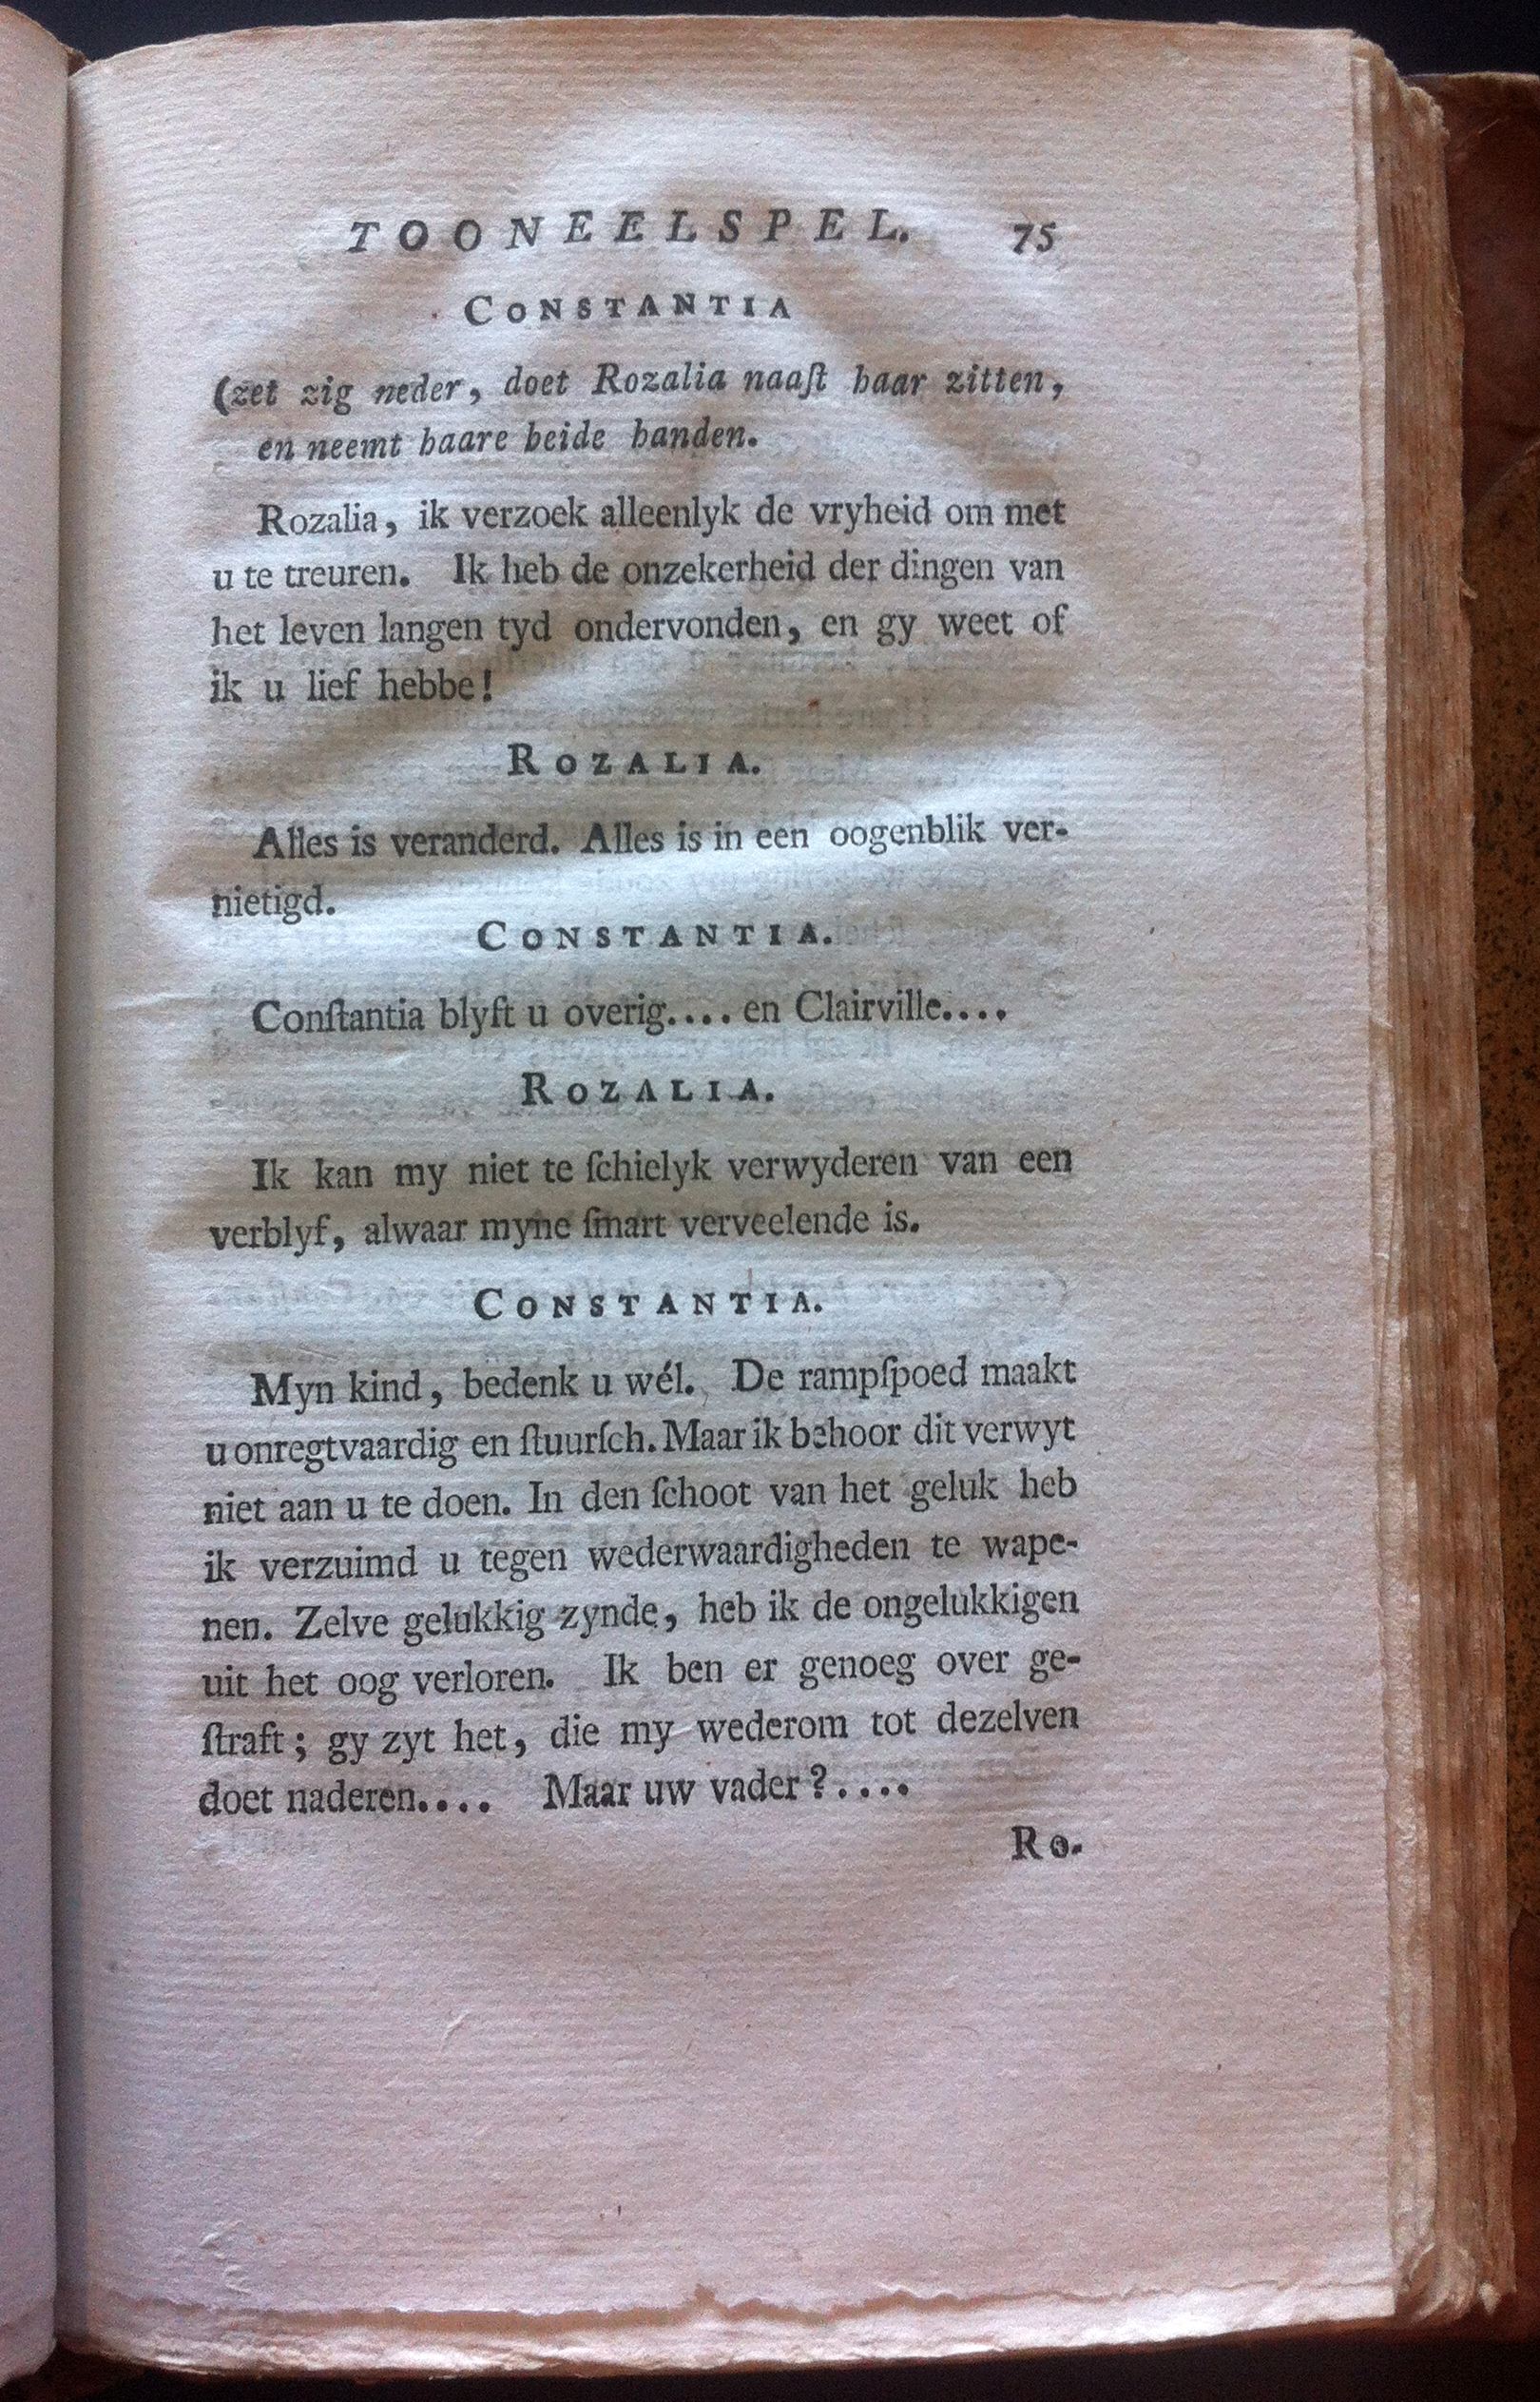 TOONEELSPEL. 75
CONSTANTIA
(zet zig neder, doet Rozalia naaſt haar zitten,
en neemt haare beide handen.
Rozalia, ik verzoek alleenlyk de vryheid om met
u te treuren. Ik heb de onzekerheid der dingen van
het leven langen tyd ondervonden, en gy weet of
ik u lief hebbe!
ROZALIA.
Alles is veranderd. Alles is in een oogenblik ver-
nietigd.
CONSTANTIA.
Conſtantia blyft u overig.... en Clairville....
ROZALIA.
Ik kan my niet te ſchielyk verwyderen van een
verblyf, alwaar myne ſmart verveelende is.
CONSTANTIA.
Myn kind, bedenk u wél. De rampſpoed maakt
u onregtvaardig en ſtuurſch. Maar ik behoor dit verwyt
niet aan u te doen. In den ſchoot van het geluk heb
ik verzuimd u tegen wederwaardigheden te wape-
nen. Zelve gelukkig zynde, heb ik de ongelukkigen
uit het oog verloren. Ik ben er genoeg over ge-
ſtraft; gy zyt het, die my wederom tot dezelven
doet naderen.... Maar uw vader?....
Ro-